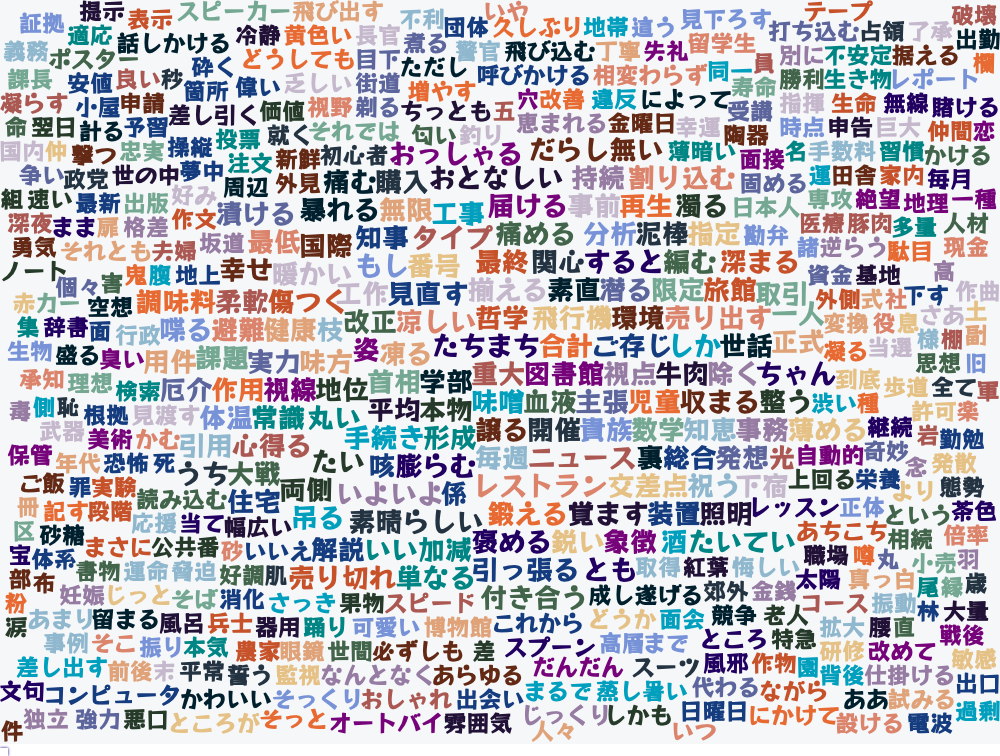 提示 表示 スピーカー 飛び出す いや テープ 破壊
証拠 不利 団体 久しぶり 地帯 違う 見下ろす 打ち込む 占領 了承 出勤
適応 話しかける 冷静 黄色い 長官 煮る 警官 飛び込む 丁寧 失礼 留学生 員 別に 不安定 据える 欄
義務 ポスター 砕く どうしても 目下 ただし 呼びかける 相変わらず 同一 寿命 勝利 生き物 レポート
課長 安値 良い 秒 箇所 偉い 乏しい 街道 増やす 穴 改善 違反 によって 受講 指揮 生命 無線 賭ける
凝らす 小屋 申請 差し引く 価値 視野 剃る ちっとも 五 恵まれる 金曜日 幸運 陶器 時点 申告 巨大 仲間 恋
命 翌日 計る 予習 投票 就く それでは 匂い 釣り
国内 仲 撃つ 忠実 操縦 注文 新鮮 初心者 おっしゃる だらし無い 薄暗い 面接 名 手数料 習慣 かける
争い 政党 世の中 夢中 周辺 外見 痛む 購入 おとなしい 持続 割り込む 固める 運 田舎 家内 毎月
組 速い 最新 出版 好み 漬ける 暴れる 無限 工事 届ける 事前 再生 濁る 日本人 専攻 絶望 地理 一種
深夜 まま 扉 格差 作文 坂道 最低 国際 知事 タイプ 痛める 分析 泥棒 指定 勘弁 医療 豚肉 多量 人材
勇気 それとも 夫婦 諸 逆らう 駄目 現金
ノート 個々 害 鬼 腹 地上 幸せ 暖かい もし 番号 最終 関心 すると 編む 深まる 資金 基地 高
赤 カー 空想 調味料 柔軟 傷つく 工作 見直す 揃える 素直 潜る 限定 旅館 取引 外側 式 社 下す 作曲
集 辞書 面 行政 喋る 避難 健康 枝 改正 涼しい 哲学 飛行機 環境 売り出す 一人 変換 役 息 さあ 土
生物 盛る 臭い 用件 課題 実力 味方 姿 凍る たちまち 合計 ご存じ しか 世話 正式 凝る 当選 様 棚 副
承知 理想 検索 厄介 作用 視線 地位 首相 学部 重大 図書館 視点 牛肉 除く ちゃん 到底 歩道 思想 旧 全て 軍
毒 側 恥 根拠 見渡す 体温 常識 丸い 平均 本物 味噌 血液 主張 児童 収まる 整う 渋い 種 許可 楽
武器 美術 かむ 引用 心得る 手続き 形成 譲る 開催 貴族 数学 知恵 事務 薄める 継続 岩 勤勉
保管 年代 恐怖 死 うち 大戦 たい 咳 膨らむ 毎週 ニュース 裏 総合 発想 光 自動的 奇妙 念 発散
ご飯 罪 実験 読み込む 住宅 両側 いよいよ 係 レストラン 交差点 祝う 下宿 上回る 栄養 より 態勢
冊 記す 段階 応援 当て 幅広い 吊る 素晴らしい 鍛える 覚ます 装置 照明 レッスン 正体 という 茶色
区 砂糖 まさに 公共 番 砂 いいえ 解説 いい加減 褒める 鋭い 象徴 酒 たいてい あちこち 相続 倍率
宝 体系 書物 運命 脅迫 好調 肌 売り切れ 単なる 引っ張る とも 取得 紅葉 悔しい 職場 噂 丸 小売 羽
部 布 妊娠 じっと そば 消化 さっき 果物 スピード 付き合う 成し遂げる 郊外 金銭 太陽 真っ白 尾 縁 歳
粉 あまり 留まる 風呂 兵士 器用 踊り 可愛い 博物館 これから どうか 面会 競争 老人 コース 振動 林 大量
涙 事例 そこ 振り 本気 農家 眼鏡 世間 必ずしも 差 スプーン 高層 まで ところ 特急 拡大 腰 直 戦後
差し出す 前後 末 平常 誓う 監視 なんとなく あらゆる だんだん スーツ 風邪 作物 園 研修 改めて 背後 仕掛ける 敏感
文句 コンピュータ かわいい そっくり おしゃれ 出会い まるで 蒸し暑い 代わる ながら ああ 試みる 出口
件 独立 強力 悪口 ところが そっと オートバイ 雰囲気 じっくり しかも 日曜日 にかけて 設ける 電波 過剰
人々 いつ